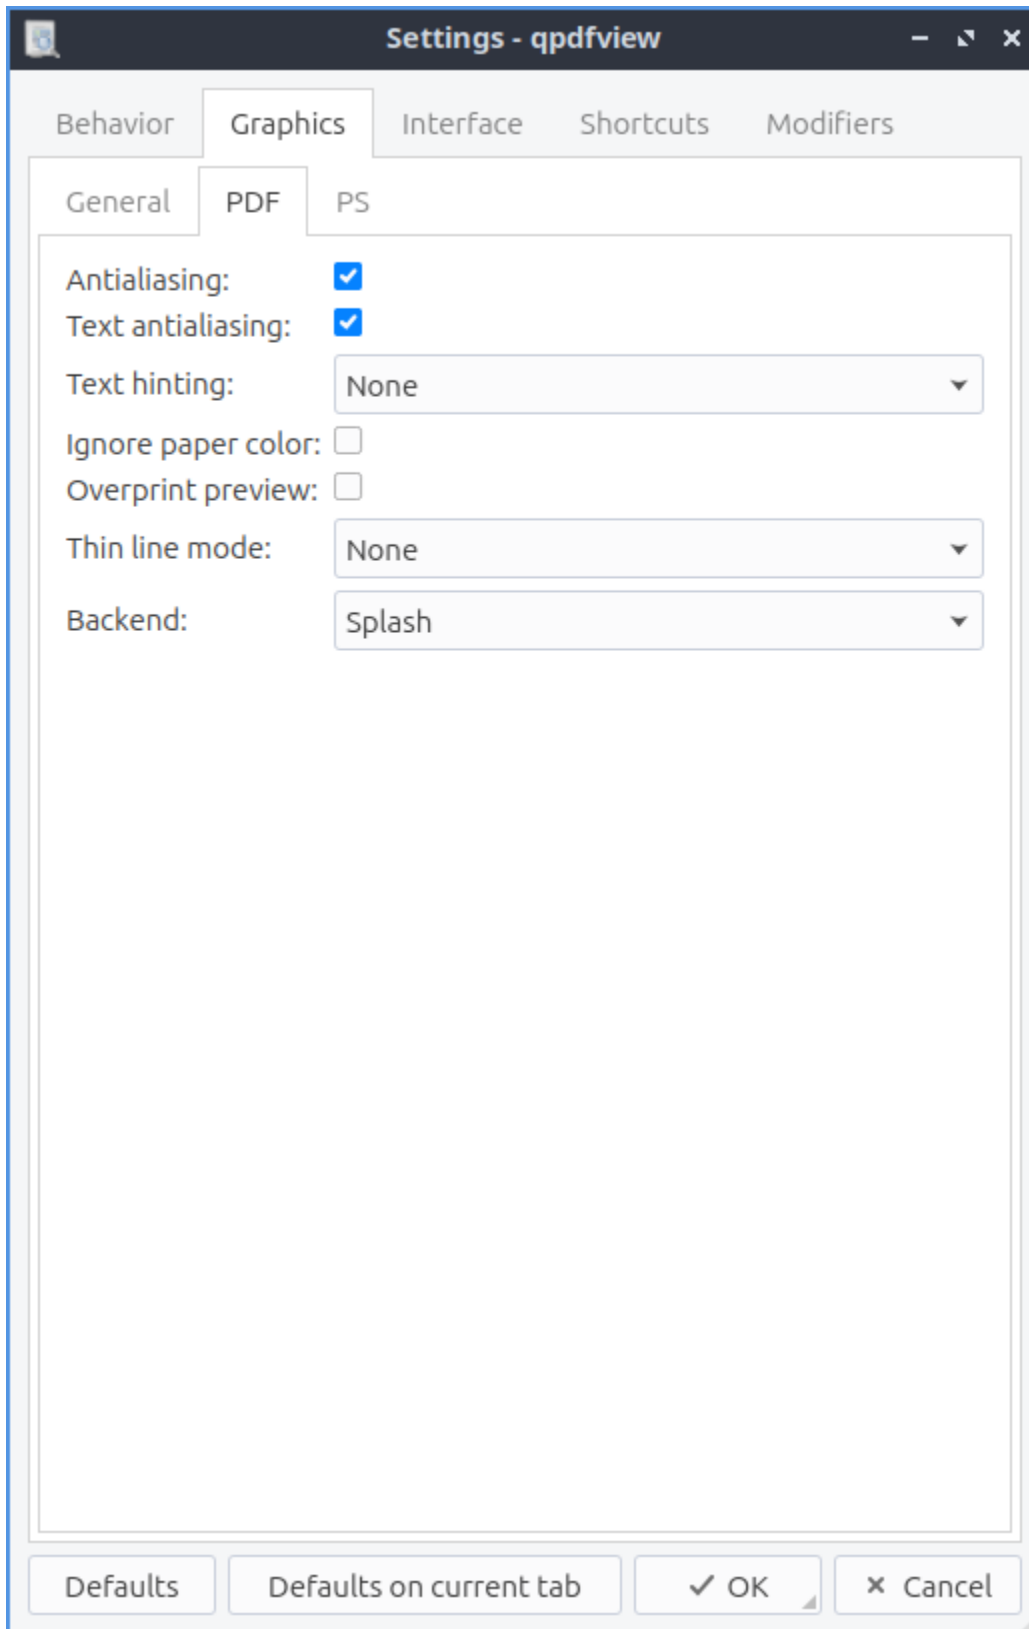 Settings - qpdfview
Behavior Graphics Interface Shortcuts Modifiers
General PDF PS
Antialiasing:
Text antialiasing:
Text hinting: None
Ignore paper color:
Overprint preview:
Thin line mode: None
Backend: Splash
Defaults Defaults on current tab OK Cancel